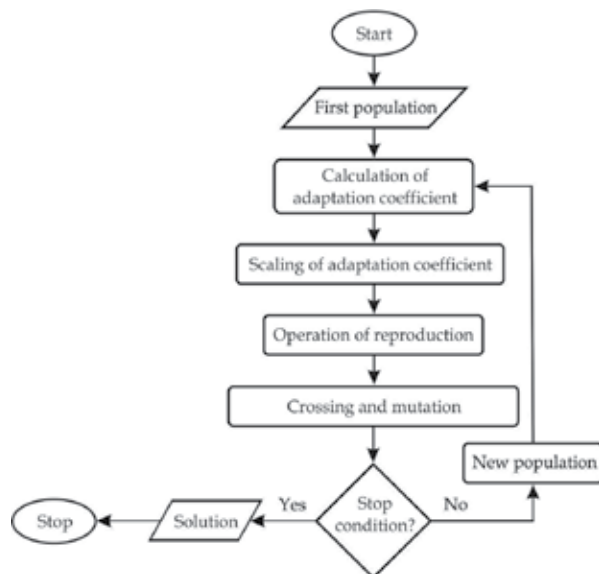 Start
First population
Calculation of
adaptation coefficient
Scaling of adaptation coefficient
Operation of reproduction
Crossing and mutation
New population
Stop
condition?
Yes
No
Solution
Stop